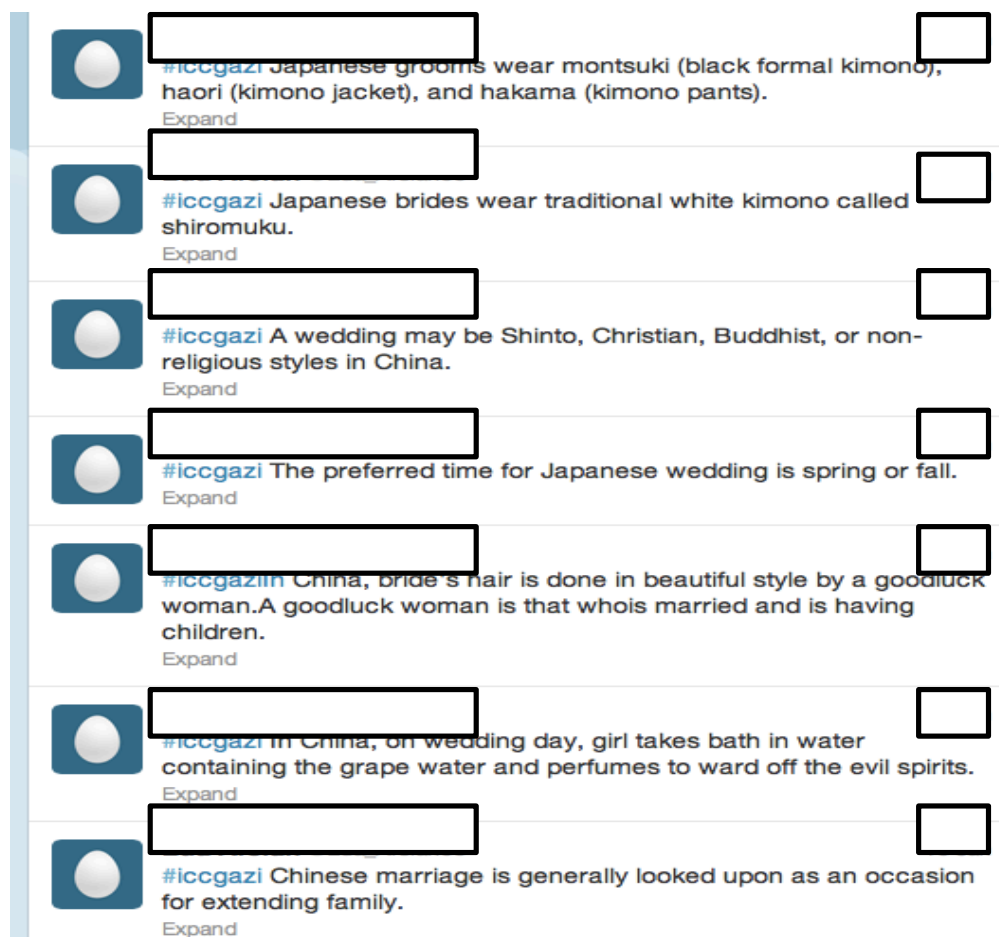 #iccgazi Japanese grooms wear montsuki (black formal kimono),
haori (kimono jacket), and hakama (kimono pants).
Expand
#iccgazi Japanese brides wear traditional white kimono called
shiromuku.
Expand
#iccgazi A wedding may be Shinto, Christian, Buddhist, or non-
religious styles in China.
Expand
#iccgazi The preferred time for Japanese wedding is spring or fall.
Expand
#iccgaziIn China, bride's hair is done in beautiful style by a goodluck
woman.A goodluck woman is that whois married and is having
children.
Expand
#iccgazi In China, on wedding day, girl takes bath in water
containing the grape water and perfumes to ward off the evil spirits.
Expand
#iccgazi Chinese marriage is generally looked upon as an occasion
for extending family.
Expand